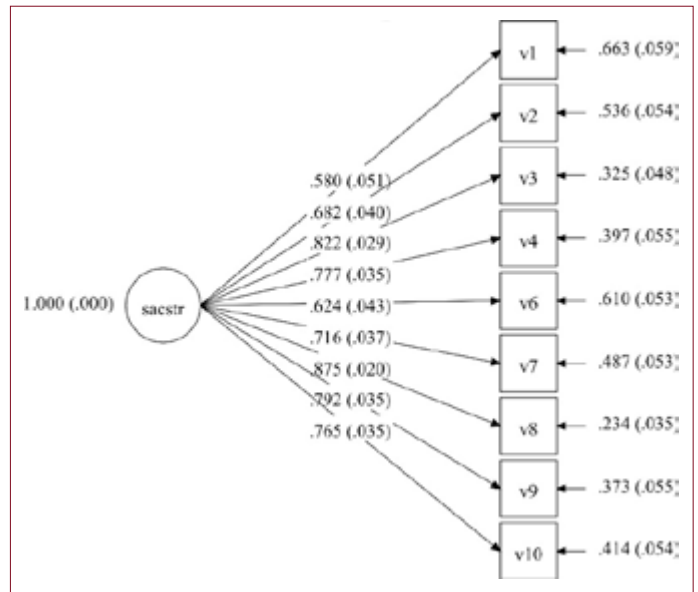 v1
.663 (.059)
v2
.536 (.054)
.580 (.051)
v3
.325 (.048)
.682 (.040)
.822 (.029)
v4
.397 (.055)
.777 (.035)
1.000 (.000)
sacstr
.624 (.043)
v6
.610 (.053)
.716 (.037)
v7
.487 (.053)
.875 (.020)
.792 (.035)
v8
.234 (.035)
.765 (.035)
v9
.373 (.055)
v10
.414 (.054)